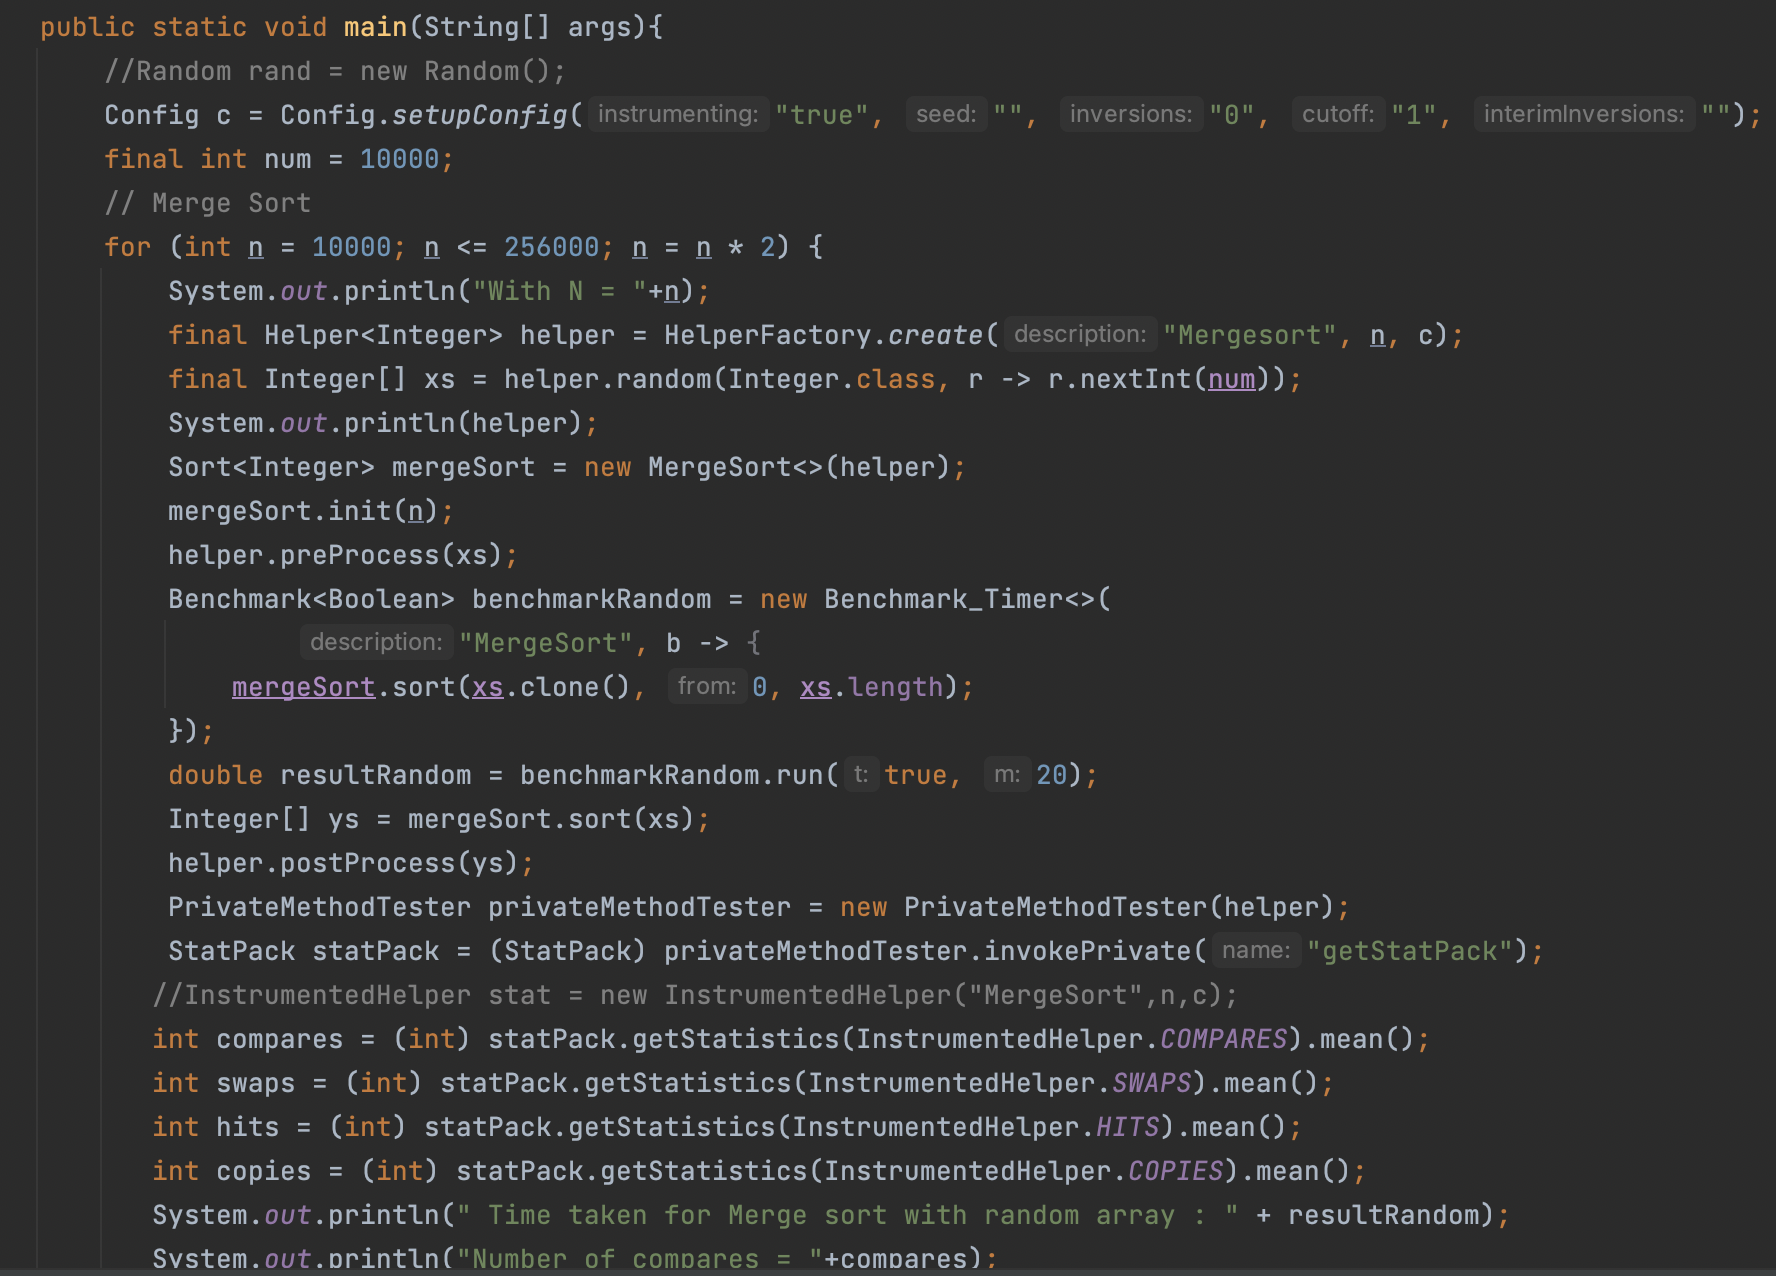 public static void main(String[] args){
//Random rand = new Random();
Config c = Config.setupConfig( instrumenting: "true", seed: "", inversions: "0", cutoff: "1", interimInversions: "");
final int num = 10000;
// Merge Sort
for (int n = 10000; n <= 256000; n = n * 2) {
System.out.println("With N = "+n);
final Helper<Integer> helper = HelperFactory.create( description: "Mergesort", n, c);
final Integer[] xs = helper.random(Integer.class, r -> r.nextInt(num));
System.out.println(helper);
Sort<Integer> mergeSort = new MergeSort<>(helper);
mergeSort.init(n);
helper.preProcess(xs);
Benchmark<Boolean> benchmarkRandom = new Benchmark_Timer<>(
description: "MergeSort", b -> {
mergeSort.sort(xs.clone(), from: 0, xs.length);
});
double resultRandom = benchmarkRandom.run( t: true, m: 20);
Integer[] ys = mergeSort.sort(xs);
helper.postProcess(ys);
PrivateMethodTester privateMethodTester = new PrivateMethodTester(helper);
StatPack statPack = (StatPack) privateMethodTester.invokePrivate( name: "getStatPack");
//InstrumentedHelper stat = new InstrumentedHelper("MergeSort",n,c);
int compares = (int) statPack.getStatistics(InstrumentedHelper.COMPARES).mean();
int swaps = (int) statPack.getStatistics(InstrumentedHelper.SWAPS).mean();
int hits = (int) statPack.getStatistics(InstrumentedHelper.HITS).mean();
int copies = (int) statPack.getStatistics(InstrumentedHelper.COPIES).mean();
System.out.println(" Time taken for Merge sort with random array : " + resultRandom);
System.out.println("Number of compares = "+compares);